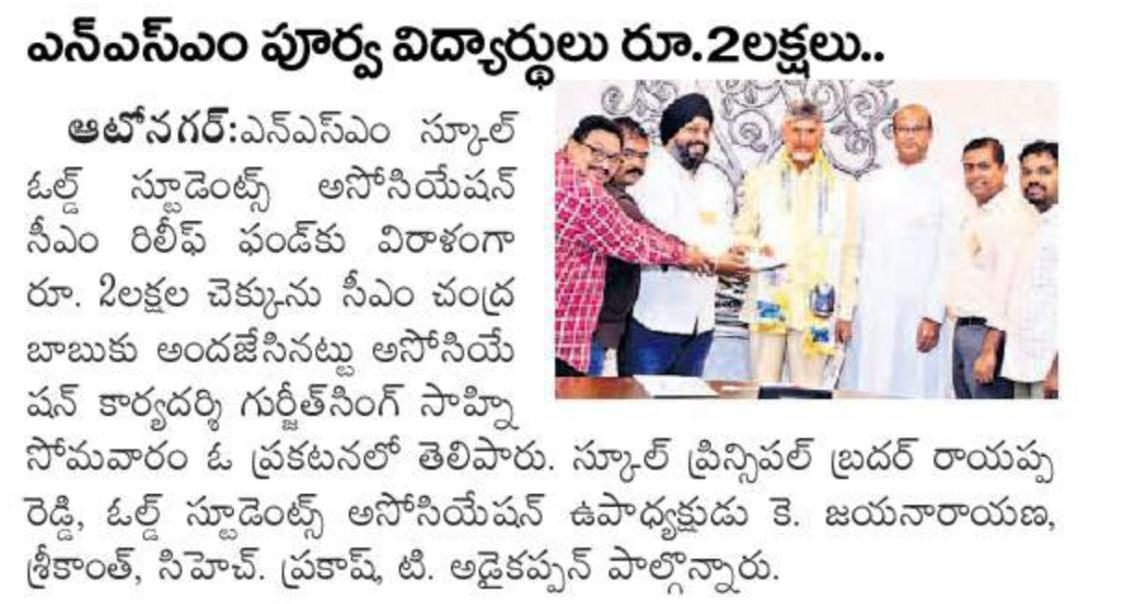 ఎన్ఎస్ఎం పూర్వ విద్యార్థులు రూ.2లక్షలు..
ఆటోనగర్:ఎన్ఎస్ఎం స్కూల్
ఓల్డ్ స్టూడెంట్స్ అసోసియేషన్
సీఎం రిలీఫ్ ఫండ్‌కు విరాళంగా
రూ. 2లక్షల చెక్కును సీఎం చంద్ర
బాబుకు అందజేసినట్టు అసోసియే
షన్ కార్యదర్శి గుర్జీత్‌సింగ్ సాహ్ని
సోమవారం ఓ ప్రకటనలో తెలిపారు. స్కూల్ ప్రిన్సిపల్ బ్రదర్ రాయప్ప
రెడ్డి, ఓల్డ్ స్టూడెంట్స్ అసోసియేషన్ ఉపాధ్యక్షుడు కె. జయనారాయణ,
శ్రీకాంత్, సిహెచ్. ప్రకాష్, టి. అడైకప్పన్ పాల్గొన్నారు.